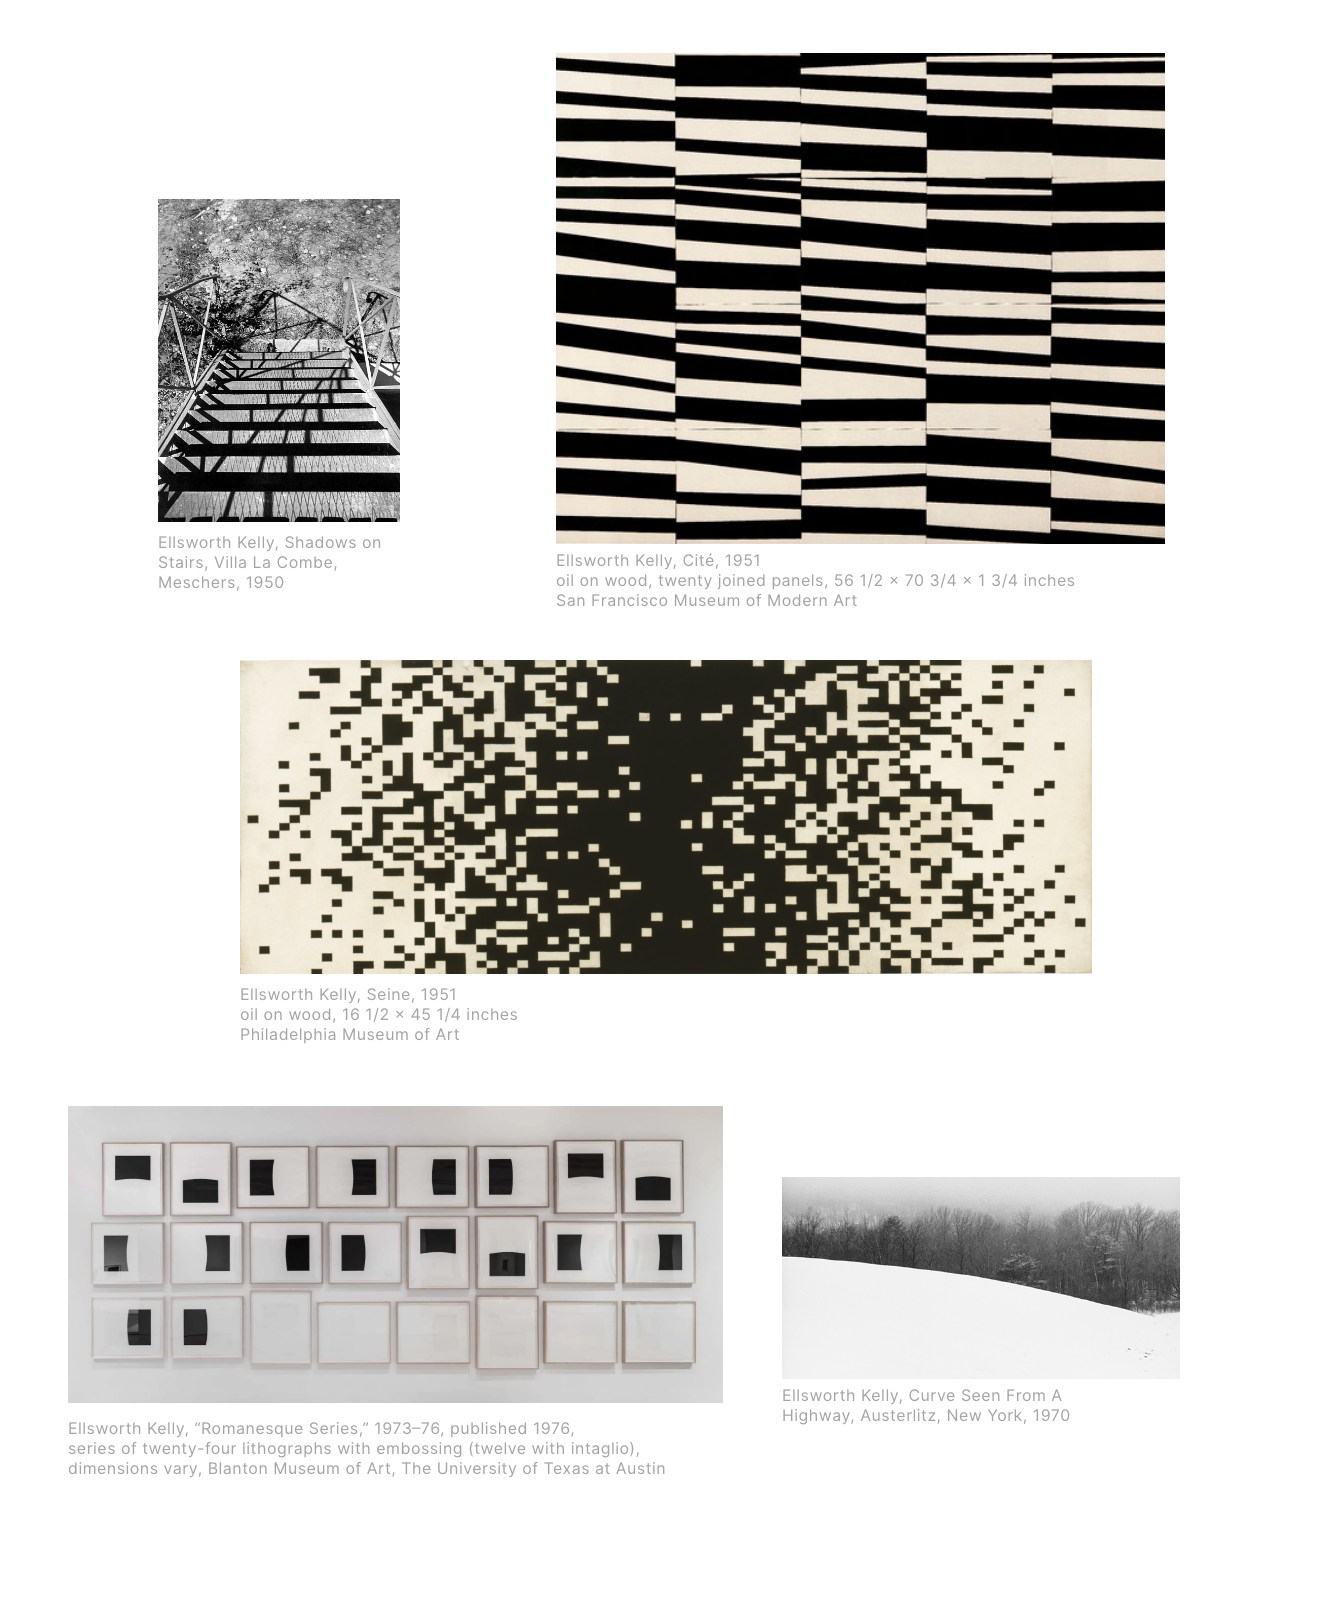 Ellsworth Kelly, Shadows on
Stairs, Villa La Combe,
Meschers, 1950
Ellsworth Kelly, Cité, 1951
oil on wood, twenty joined panels, 56 1/2 × 70 3/4 × 1 3/4 inches
San Francisco Museum of Modern Art
Ellsworth Kelly, Seine, 1951
oil on wood, 16 1/2 × 45 1/4 inches
Philadelphia Museum of Art
Ellsworth Kelly, “Romanesque Series,” 1973–76, published 1976,
series of twenty-four lithographs with embossing (twelve with intaglio),
dimensions vary, Blanton Museum of Art, The University of Texas at Austin
Ellsworth Kelly, Curve Seen From A
Highway, Austerlitz, New York, 1970